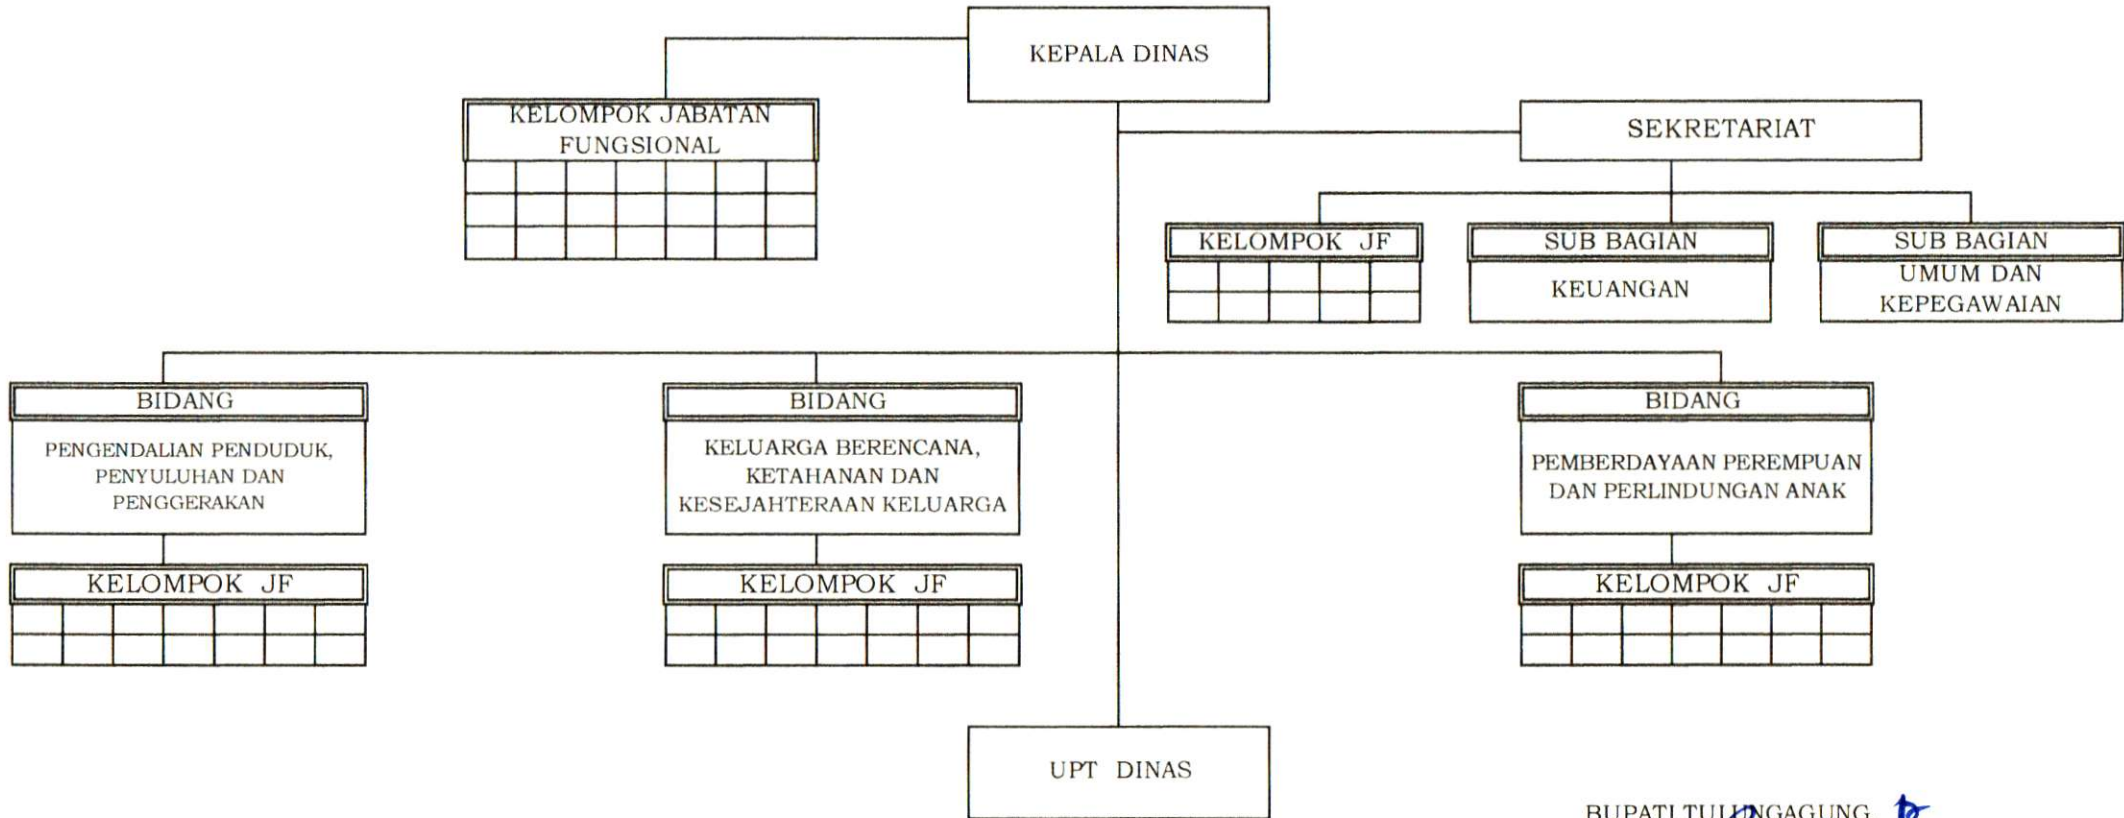 KEPALA DINAS
KELOMPOK JABATAN
FUNGSIONAL
SEKRETARIAT
KELOMPOK JF
SUB BAGIAN
KEUANGAN
SUB BAGIAN
UMUM DAN
KEPEGAWAIAN
BIDANG
PENGENDALIAN PENDUDUK,
PENYULUHAN DAN
PENGGERAKAN
BIDANG
KELUARGA BERENCANA,
KETAHANAN DAN
KESEJAHTERAAN KELUARGA
BIDANG
PEMBERDAYAAN PEREMPUAN
DAN PERLINDUNGAN ANAK
KELOMPOK JF
KELOMPOK JF
KELOMPOK JF
UPT DINAS
BUPATI TULUNGAGUNG